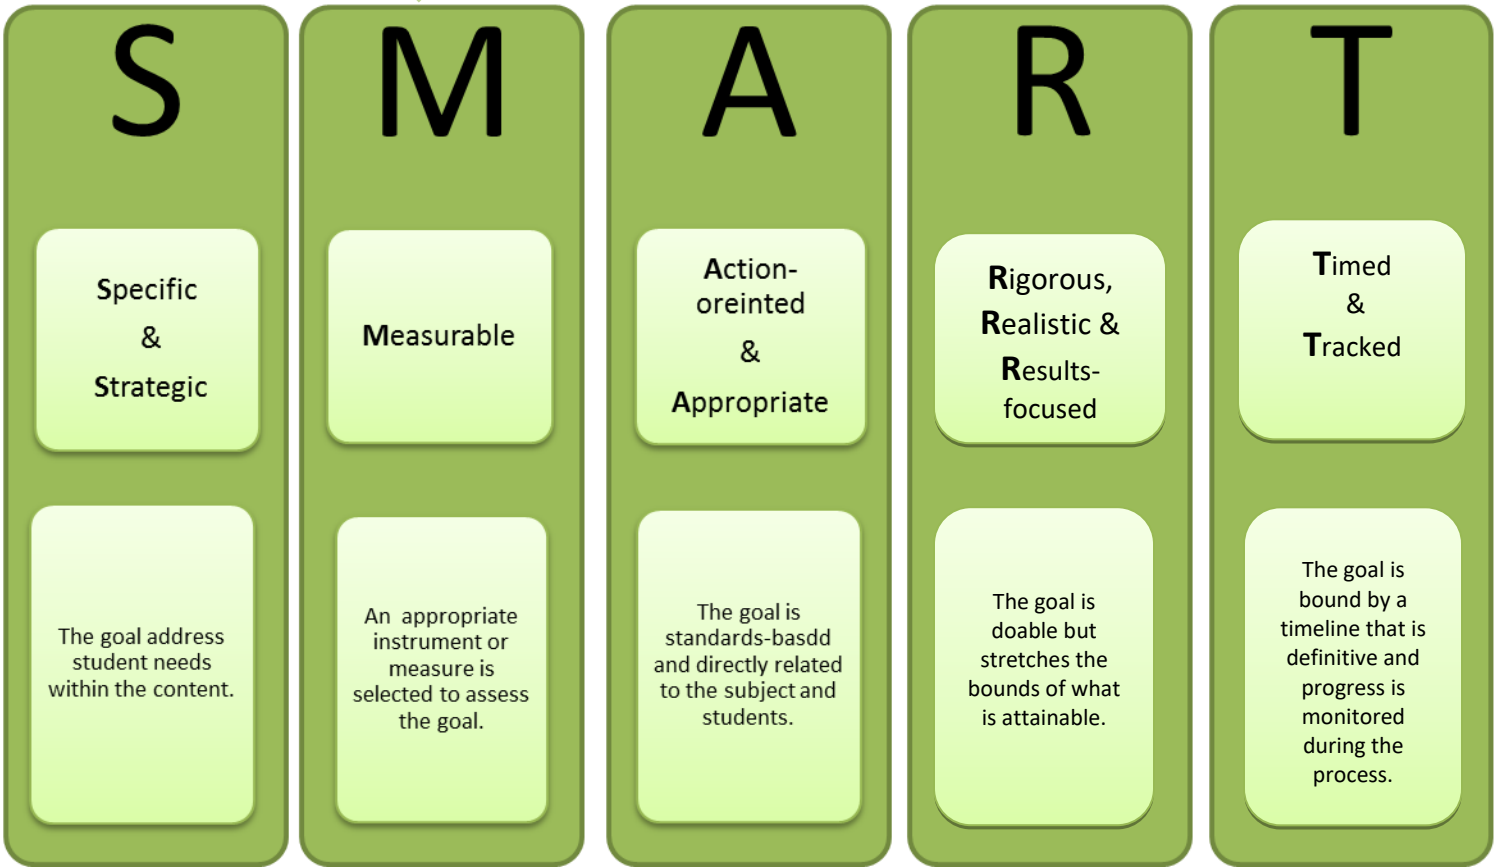 S
Specific
&
Strategic
The goal address
student needs
within the content.
M
Measurable
An appropriate
instrument or
measure is
selected to assess
the goal.
A
Action-
oreinted
&
Appropriate
The goal is
standards-basdd
and directly related
to the subject and
students.
R
Rigorous,
Realistic &
Results-
focused
The goal is
doable but
stretches the
bounds of what
is attainable.
T
Timed
&
Tracked
The goal is
bound by a
timeline that is
definitive and
progress is
monitored
during the
process.